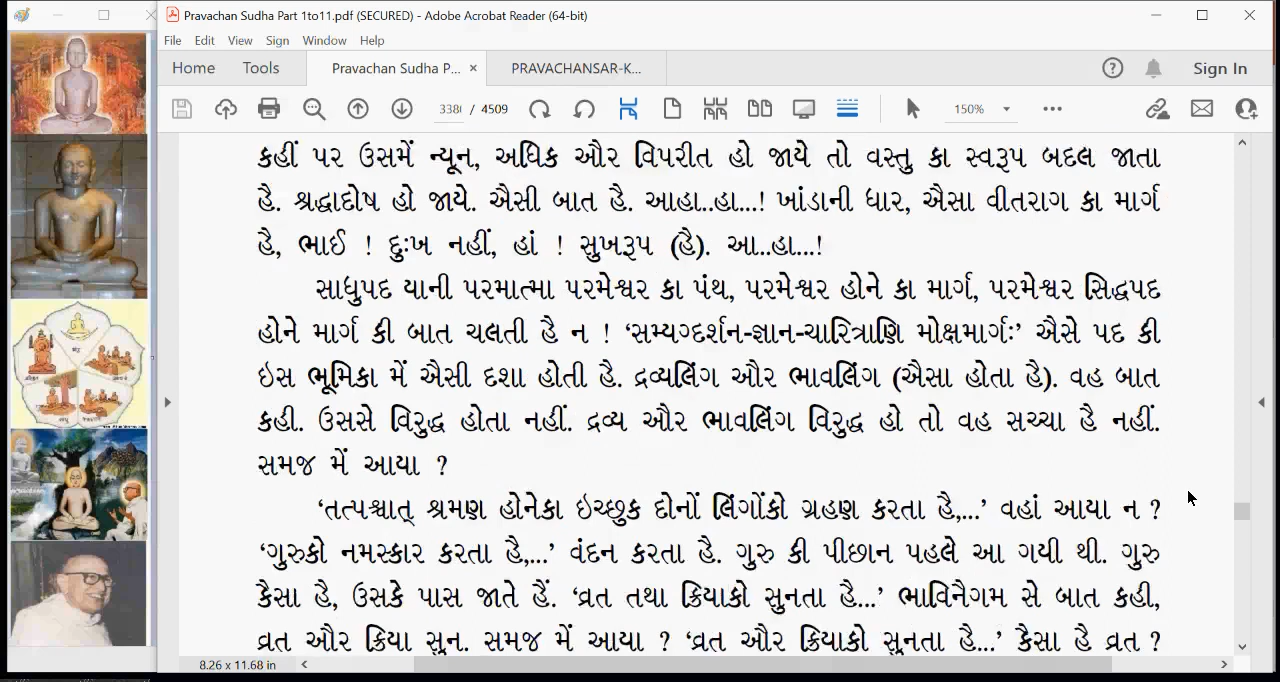 Pravachan Sudha Part 1to11.pdf (SECURED) - Adobe Acrobat Reader (64-bit)
File Edit View Sign Window Help
Home Tools Pravachan Sudha P... × PRAVACHANSAR-K... Sign In
338( / 4509 150%
કહીં પર ઉસમેં ન્યૂન, અધિક ઔર વિપરીત હો જાયે તો વસ્તુ કા સ્વરૂપ બદલ જાતા
હૈ. શ્રદ્ધાદોષ હો જાયે. ઐસી બાત હૈ. આહા..હા...! ખાંડાની ધાર, ઐસા વીતરાગ કા માર્ગ
હૈ, ભાઈ ! દુઃખ નહીં, હાં ! સુખરૂપ (હૈ). આ..હા...!
સાધુપદ યાની પરમાત્મા પરમેશ્વર કા પંથ, પરમેશ્વર હોને કા માર્ગ, પરમેશ્વર સિદ્ધપદ
હોને માર્ગ કી બાત ચલતી હૈ ન ! ‘સમ્યગ્દર્શન-જ્ઞાન-ચારિત્રાણિ મોક્ષમાર્ગઃ’ ઐસે પદ કી
ઇસ ભૂમિકા મેં ઐસી દશા હોતી હૈ. દ્રવ્યલિંગ ઔર ભાવલિંગ (ઐસા હોતા હૈ). વહ બાત
કહી. ઉસસે વિરુદ્ધ હોતા નહીં. દ્રવ્ય ઔર ભાવલિંગ વિરુદ્ધ હો તો વહ સચ્ચા હૈ નહીં.
સમજ મેં આયા ?
‘તત્પશ્ચાત્ શ્રમણ હોનેકા ઇચ્છુક દોનોં લિંગોંકો ગ્રહણ કરતા હૈ,...’ વહાં આયા ન ?
‘ગુરુકો નમસ્કાર કરતા હૈ,...’ વંદન કરતા હૈ. ગુરુ કી પીછાન પહલે આ ગયી થી. ગુરુ
કૈસા હૈ, ઉસકે પાસ જાતે હૈં. ‘વ્રત તથા ક્રિયાકો સુનતા હૈ...’ ભાવિનૈગમ સે બાત કહી,
વ્રત ઔર ક્રિયા સુન. સમજ મેં આયા ? ‘વ્રત ઔર ક્રિયાકો સુનતા હૈ...’ કૈસા હૈ વ્રત ?
8.26 x 11.68 in